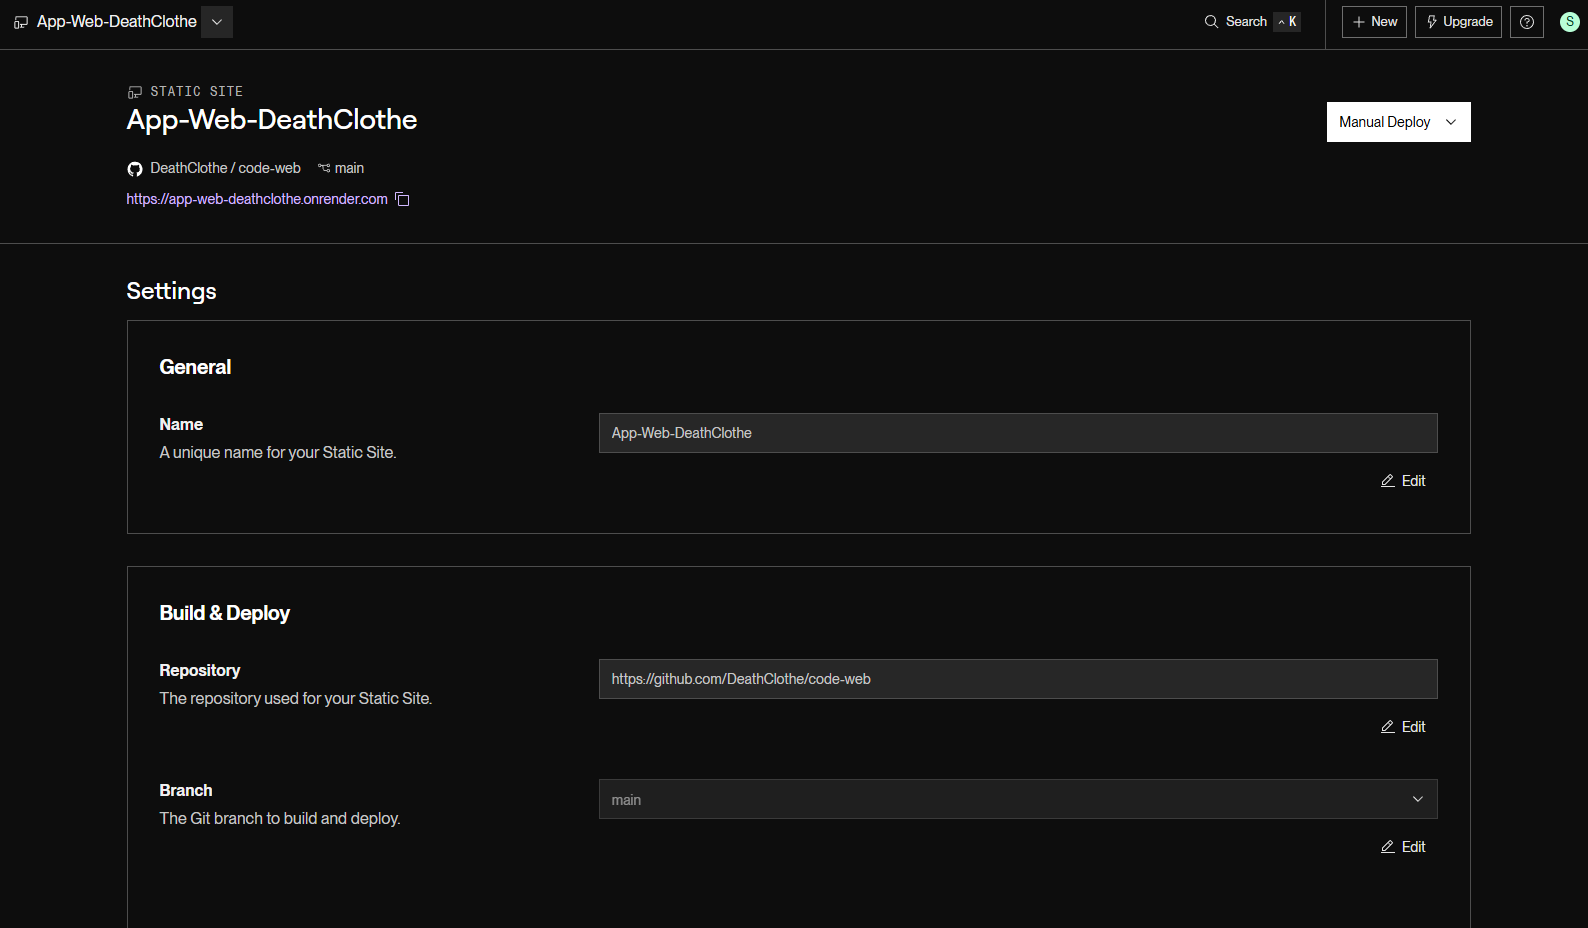 App-Web-DeathClothe
Search ^ K
New
Upgrade
S
STATIC SITE
App-Web-DeathClothe
Manual Deploy
DeathClothe / code-web main
https://app-web-deathclothe.onrender.com
Settings
General
Name
A unique name for your Static Site.
App-Web-DeathClothe
Edit
Build & Deploy
Repository
The repository used for your Static Site.
https://github.com/DeathClothe/code-web
Edit
Branch
The Git branch to build and deploy.
main
Edit